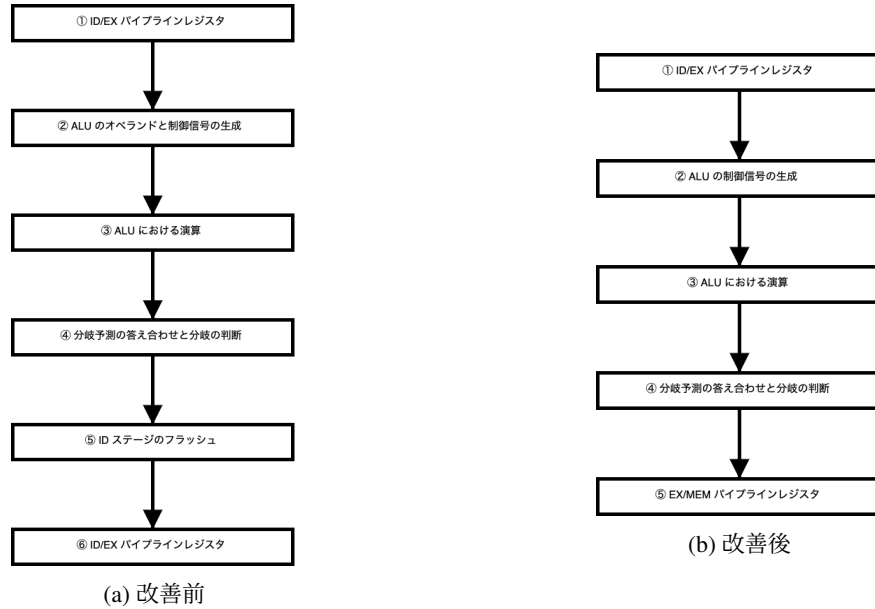 ① ID/EX パイプラインレジスタ
② ALU のオペランドと制御信号の生成
③ ALU における演算
④ 分岐予測の答え合わせと分岐の判断
⑤ ID ステージのフラッシュ
⑥ ID/EX パイプラインレジスタ
(a) 改善前
① ID/EX パイプラインレジスタ
② ALU の制御信号の生成
③ ALU における演算
④ 分岐予測の答え合わせと分岐の判断
⑤ EX/MEM パイプラインレジスタ
(b) 改善後